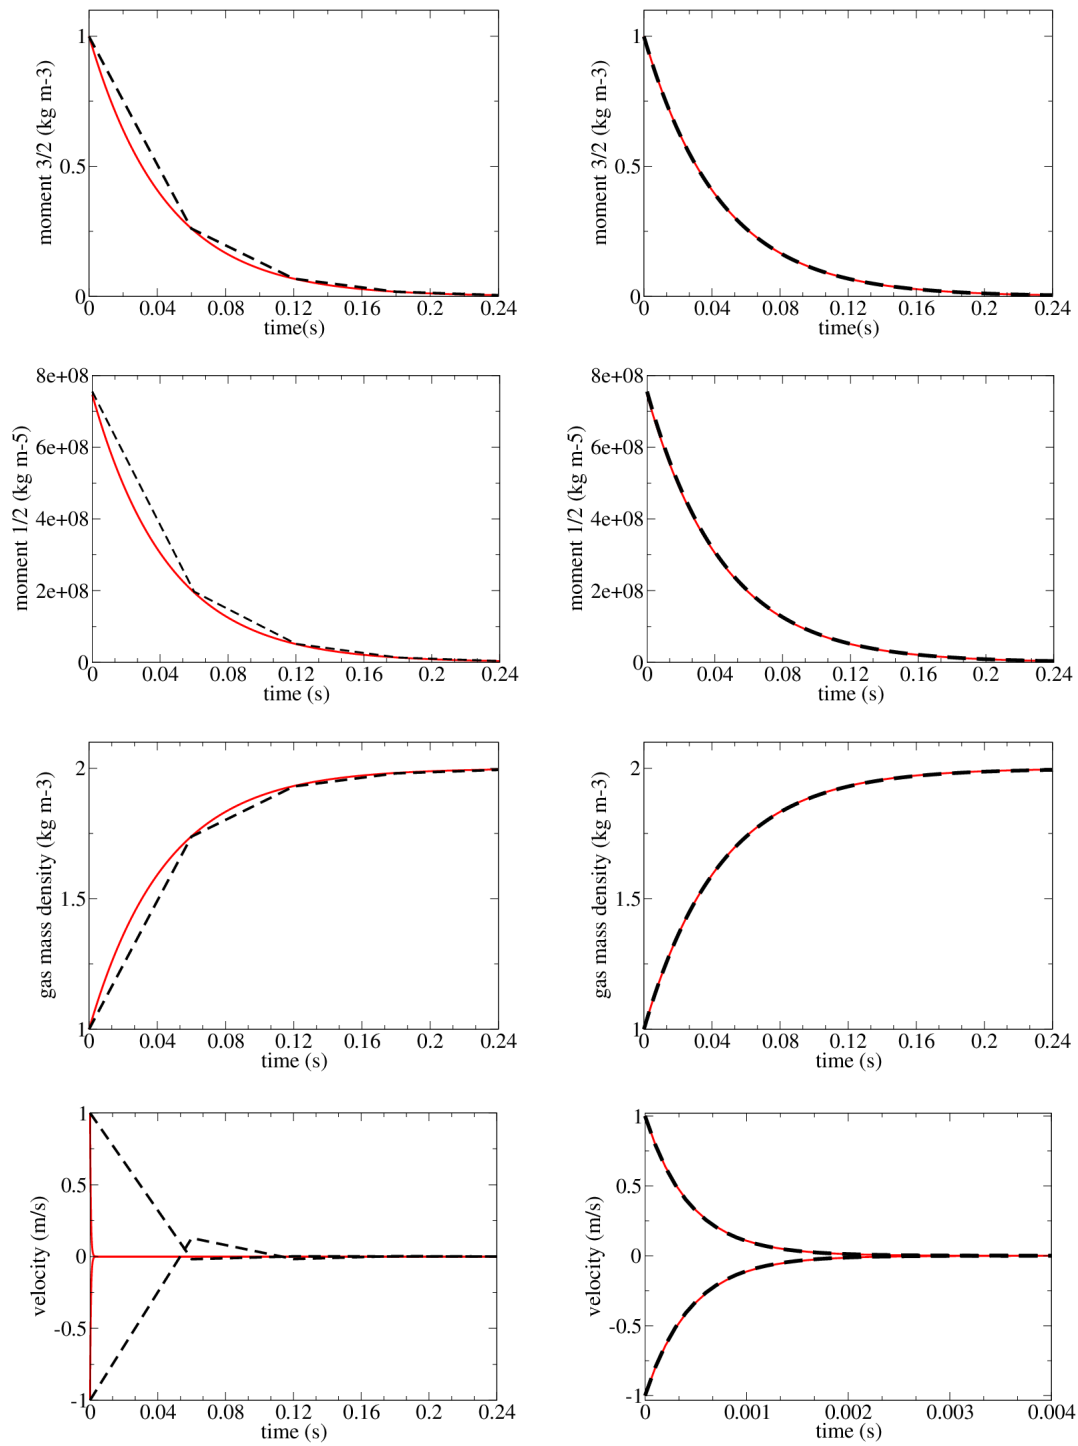 moment 3/2 (kg m-3)
1
0.5
0
0 0.04 0.08 0.12 0.16 0.2 0.24
time(s)
moment 3/2 (kg m-3)
1
0.5
0
0 0.04 0.08 0.12 0.16 0.2 0.24
time(s)
moment 1/2 (kg m-5)
8e+08
6e+08
4e+08
2e+08
0
0 0.04 0.08 0.12 0.16 0.2 0.24
time (s)
moment 1/2 (kg m-5)
8e+08
6e+08
4e+08
2e+08
0
0 0.04 0.08 0.12 0.16 0.2 0.24
time (s)
gas mass density (kg m-3)
2
1.5
1
0 0.04 0.08 0.12 0.16 0.2 0.24
time (s)
gas mass density (kg m-3)
2
1.5
1
0 0.04 0.08 0.12 0.16 0.2 0.24
time (s)
velocity (m/s)
1
0.5
0
-0.5
-1
0 0.04 0.08 0.12 0.16 0.2 0.24
time (s)
velocity (m/s)
1
0.5
0
-0.5
-1
0 0.001 0.002 0.003 0.004
time (s)